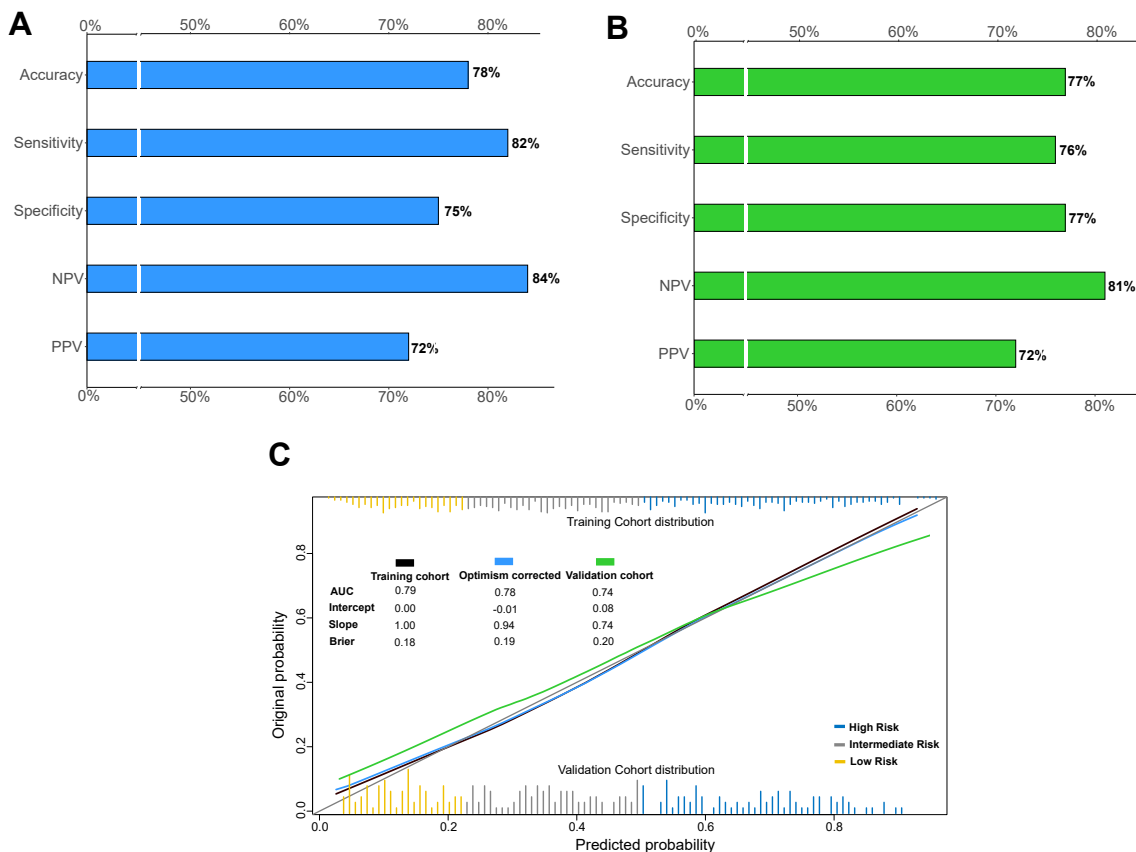 A
0% 50% 60% 70% 80%
Accuracy 78%
Sensitivity 82%
Specificity 75%
NPV 84%
PPV 72%
0% 50% 60% 70% 80%
B
0% 50% 60% 70% 80%
Accuracy 77%
Sensitivity 76%
Specificity 77%
NPV 81%
PPV 72%
0% 50% 60% 70% 80%
C
Training Cohort distribution
Training cohort Optimism corrected Validation cohort
AUC 0.79 0.78 0.74
Intercept 0.00 -0.01 0.08
Slope 1.00 0.94 0.74
Brier 0.18 0.19 0.20
Original probability
0.8
0.6
0.4
0.2
0.0
High Risk
Intermediate Risk
Low Risk
Validation Cohort distribution
0.0 0.2 0.4 0.6 0.8
Predicted probability